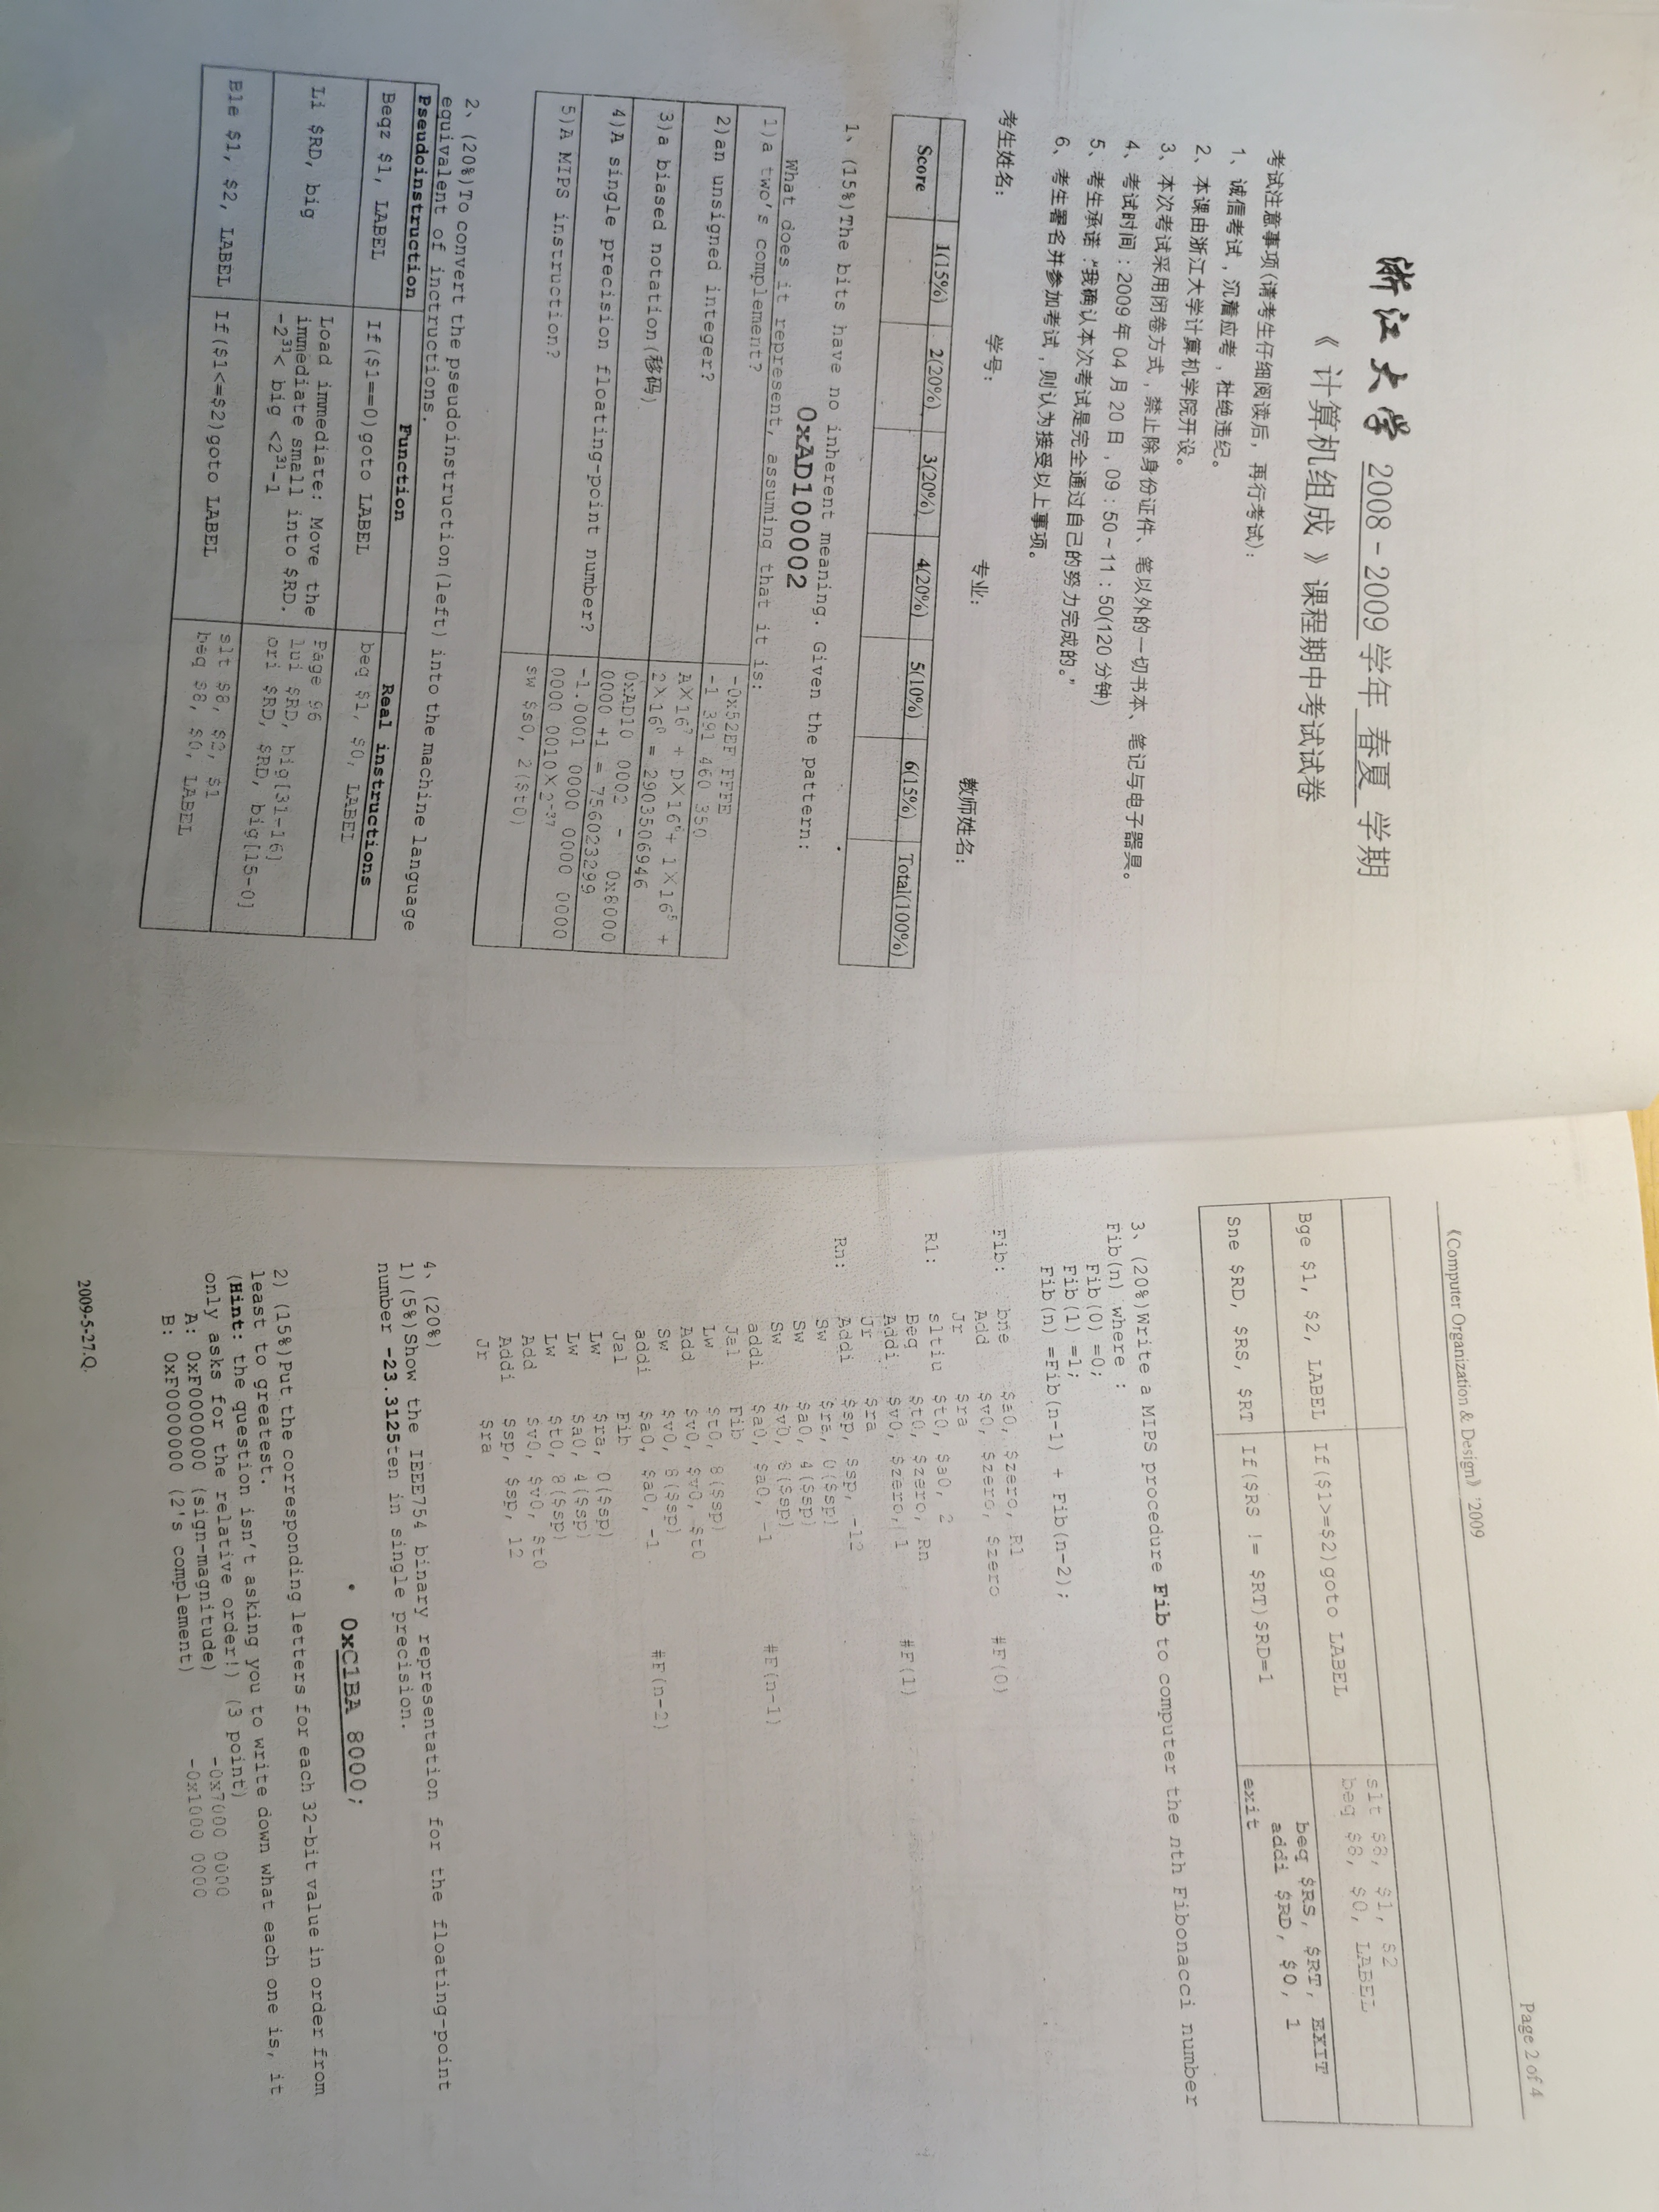 浙江大学 2008－2009 学年 春夏 学期
《 计算机组成 》课程期中考试试卷
考试注意事项(请考生仔细阅读后，再行考试)：
1、诚信考试，沉着应考，杜绝违纪。
2、本课由浙江大学计算机学院开设。
3、本次考试采用闭卷方式，禁止除身份证件、笔以外的一切书本、笔记与电子器具。
4、考试时间：2009 年 04 月 20 日，09：50~11：50(120 分钟)
5、考生承诺："我确认本次考试是完全通过自己的努力完成的。"
6、考生署名并参加考试，则认为接受以上事项。
考生姓名： 学号： 专业： 教师姓名：
1(15%) 2(20%) 3(20%) 4(20%) 5(10%) 6(15%) Total(100%)
Score
1、(15%)The bits have no inherent meaning. Given the pattern:
0xAD100002
What does it represent, assuming that it is:
1)a two's complement? -0x52EF FFFE
-1 391 460 350
2)an unsigned integer? A×16⁷ + D×16⁶+ 1×16⁵ +
2×16⁰ = 2903506946
3)a biased notation(移码) 0XAD10 0002 - 0x8000
0000 +1 = 756023299
4)A single precision floating-point number? -1.0001 0000 0000 0000
0000 0010×2⁻³⁷
5)A MIPS instruction? sw $s0, 2($t0)
2、(20%)To convert the pseudoinstruction(left) into the machine language
equivalent of inctructions.
Pseudoinstruction Function Real instructions
Beqz $1, LABEL If($1==0)goto LABEL beq $1, $0, LABEL
Li $RD, big Load immediate: Move the
immediate small into $RD.
-2³¹< big <2³¹-1 Page 96
lui $RD, big[31-16]
ori $RD, $RD, big[15-0]
Ble $1, $2, LABEL If($1<=$2)goto LABEL slt $8, $2, $1
beq $8, $0, LABEL
《Computer Organization & Design》'2009 Page 2 of 4
Bge $1, $2, LABEL If($1>=$2)goto LABEL slt $8, $1, $2
beq $8, $0, LABEL
Sne $RD, $RS, $RT If($RS != $RT)$RD=1 beq $RS, $RT, EXIT
addi $RD, $0, 1
exit
3、(20%)Write a MIPS procedure Fib to computer the nth Fibonacci number
Fib(n) where :
Fib(0) =0;
Fib(1) =1;
Fib(n) =Fib(n-1) + Fib(n-2);
Fib: bne $a0, $zero, R1
Add $v0, $zero, $zero #F(0)
Jr $ra
R1: sltiu $t0, $a0, 2
Beq $t0, $zero, Rn
Addi $v0, $zero, 1 #F(1)
Jr $ra
Rn: Addi $sp, $sp, -12
Sw $ra, 0($sp)
Sw $a0, 4($sp)
Sw $v0, 8($sp)
addi $a0, $a0, -1 #F(n-1)
Jal Fib
Lw $t0, 8($sp)
Add $v0, $v0, $t0
Sw $v0, 8($sp)
addi $a0, $a0, -1 #F(n-2)
Jal Fib
Lw $ra, 0($sp)
Lw $a0, 4($sp)
Lw $t0, 8($sp)
Add $v0, $v0, $t0
Addi $sp, $sp, 12
Jr $ra
4、(20%)
1)(5%)Show the IEEE754 binary representation for the floating-point
number -23.3125ten in single precision.
• 0xC1BA 8000;
2) (15%)Put the corresponding letters for each 32-bit value in order from
least to greatest.
(Hint: the question isn't asking you to write down what each one is, it
only asks for the relative order!) (3 point)
A: 0xF0000000 (sign-magnitude) -0x7000 0000
B: 0xF0000000 (2's complement) -0x1000 0000
2009-5-27.Q.